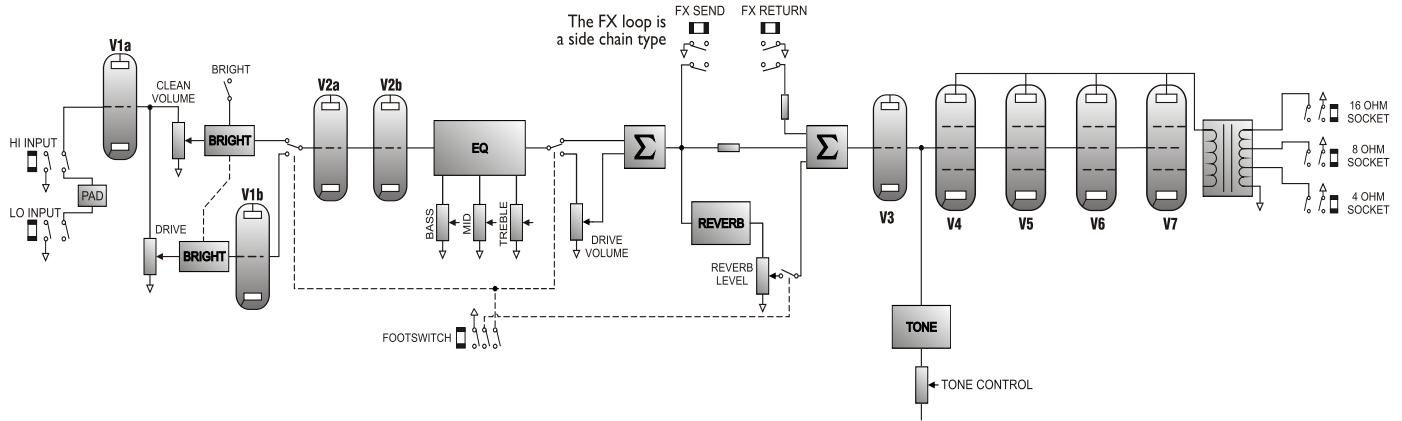 The FX loop is
a side chain type
FX SEND
FX RETURN
V1a
BRIGHT
CLEAN
VOLUME
V2a
V2b
HI INPUT
BRIGHT
EQ
Σ
Σ
16 OHM
SOCKET
8 OHM
SOCKET
4 OHM
SOCKET
PAD
LO INPUT
V1b
BASS
MID
TREBLE
DRIVE
BRIGHT
DRIVE
VOLUME
REVERB
REVERB
LEVEL
V3
V4
V5
V6
V7
FOOTSWITCH
TONE
TONE CONTROL